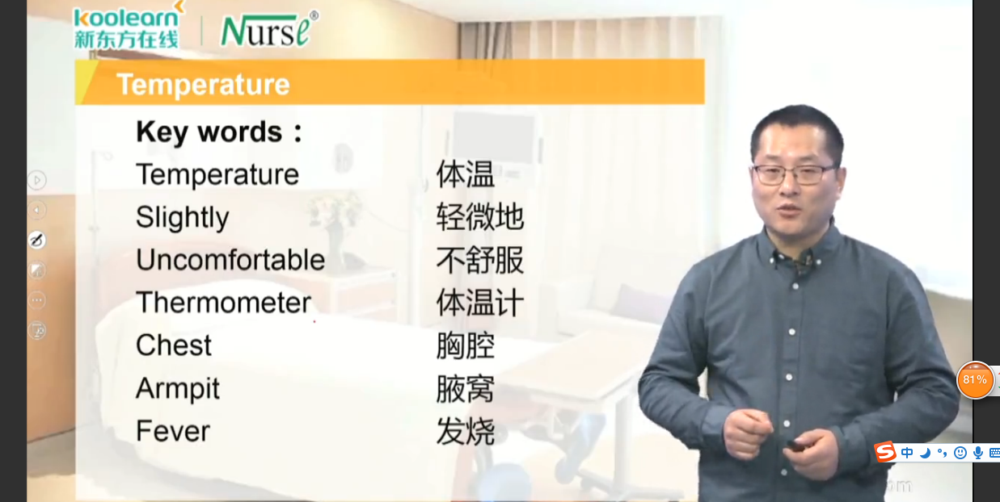 koolearn
新东方在线
Nurse®
Temperature
Key words：
Temperature 体温
Slightly 轻微地
Uncomfortable 不舒服
Thermometer 体温计
Chest 胸腔
Armpit 腋窝
Fever 发烧
81%
S中